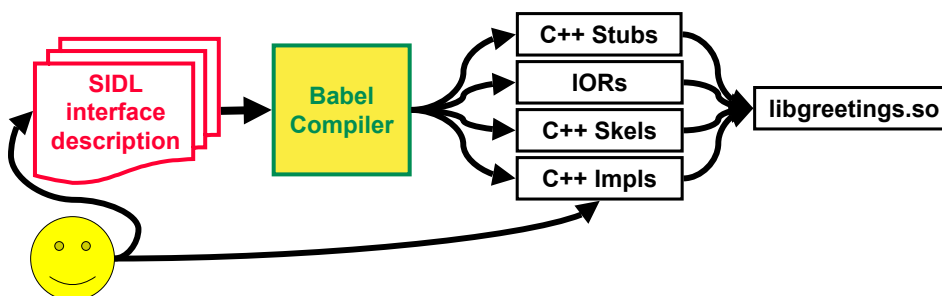 SIDL
interface
description
Babel
Compiler
C++ Stubs
IORs
C++ Skels
C++ Impls
libgreetings.so